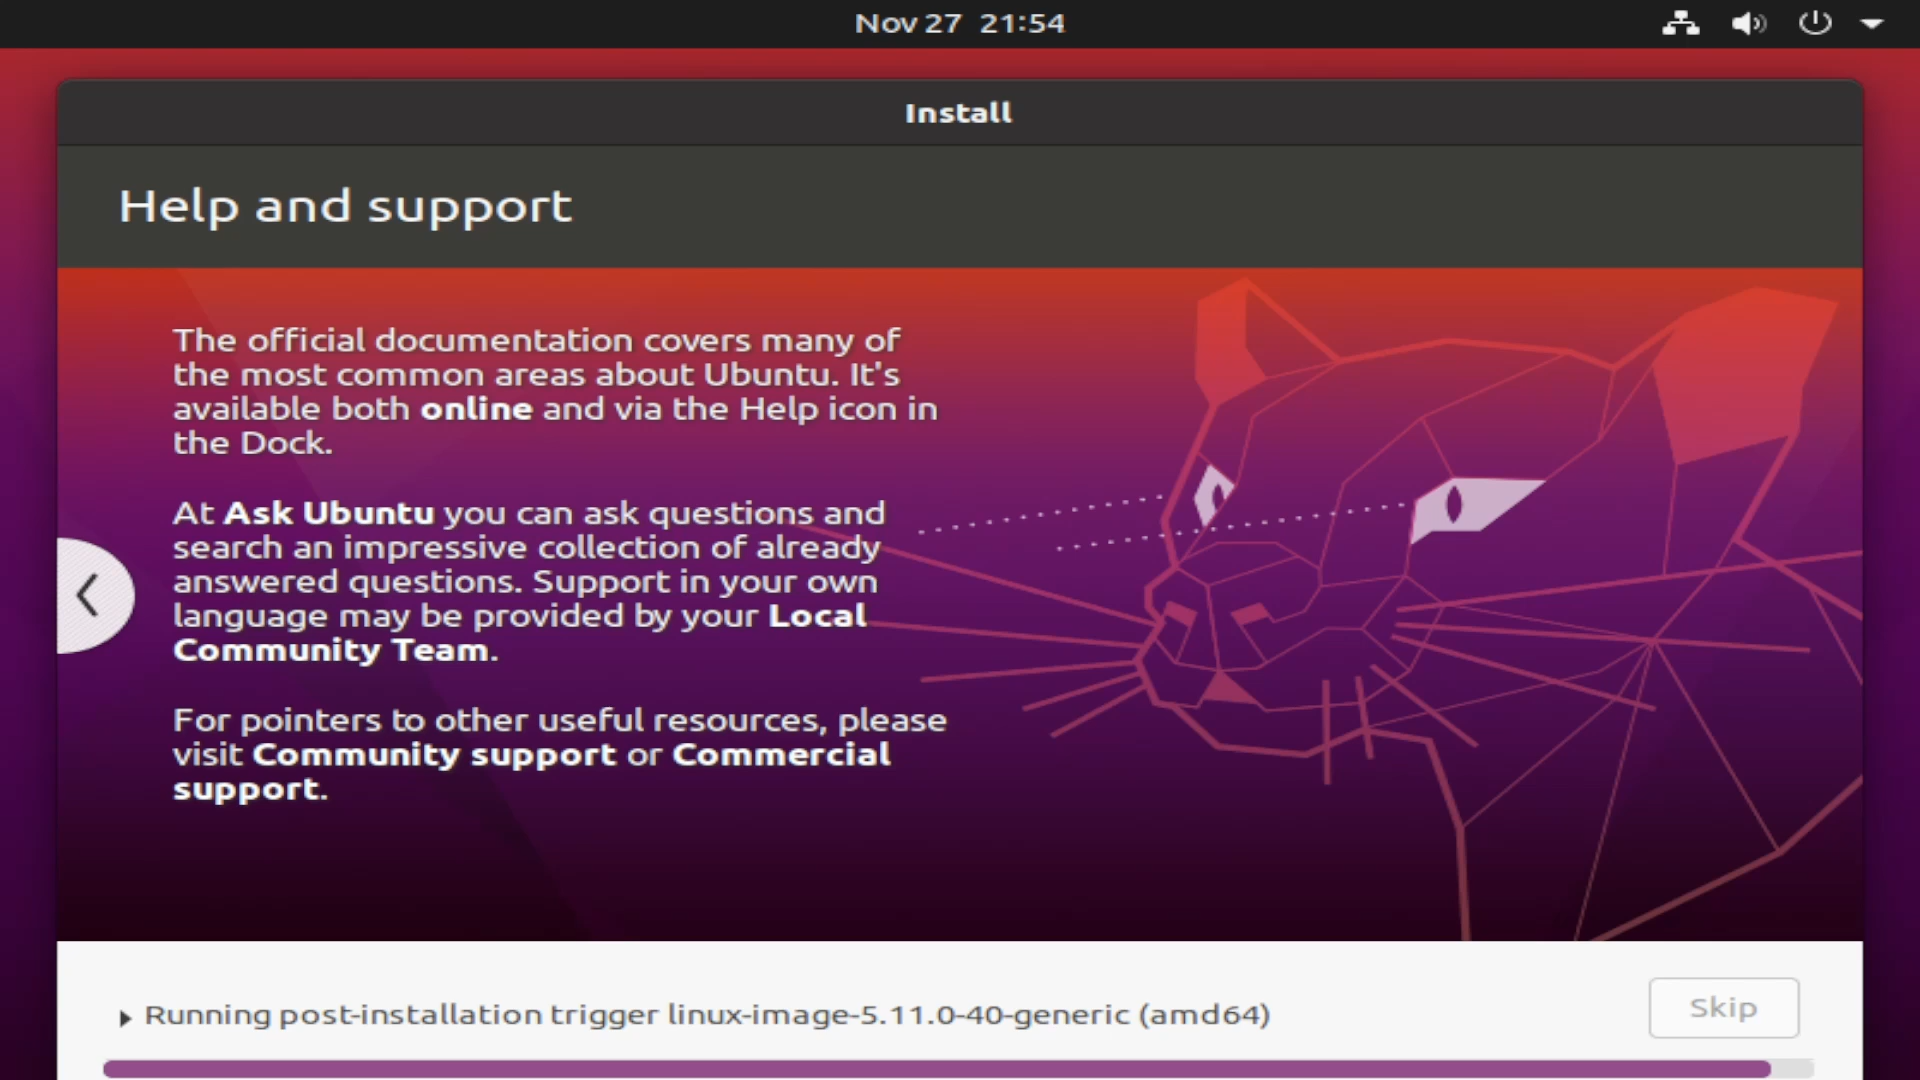 Nov 27 21:54
Install
Help and support
The official documentation covers many of
the most common areas about Ubuntu. It's
available both online and via the Help icon in
the Dock.
At Ask Ubuntu you can ask questions and
search an impressive collection of already
answered questions. Support in your own
language may be provided by your Local
Community Team.
For pointers to other useful resources, please
visit Community support or Commercial
support.
Running post-installation trigger linux-image-5.11.0-40-generic (amd64)
Skip